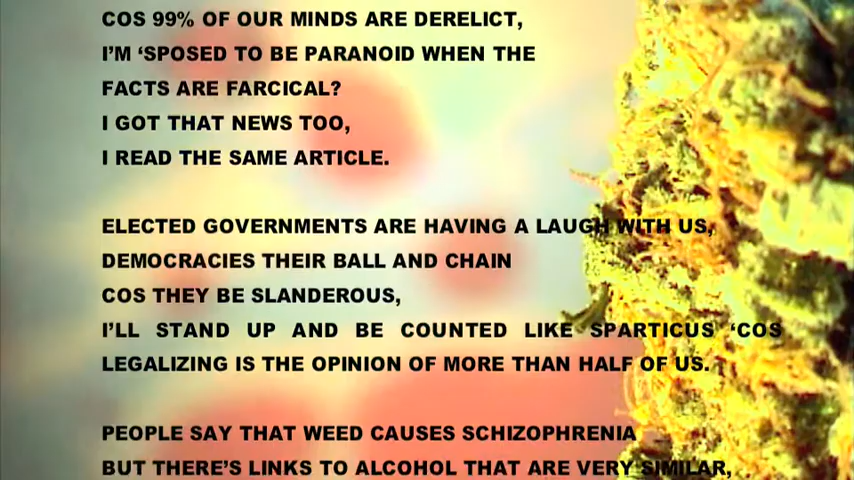 COS 99% OF OUR MINDS ARE DERELICT,
I'M ‘SPOSED TO BE PARANOID WHEN THE
FACTS ARE FARCICAL?
I GOT THAT NEWS TOO,
I READ THE SAME ARTICLE.
ELECTED GOVERNMENTS ARE HAVING A LAUGH WITH US,
DEMOCRACIES THEIR BALL AND CHAIN
COS THEY BE SLANDEROUS,
I'LL STAND UP AND BE COUNTED LIKE SPARTICUS ‘COS
LEGALIZING IS THE OPINION OF MORE THAN HALF OF US.
PEOPLE SAY THAT WEED CAUSES SCHIZOPHRENIA
BUT THERE'S LINKS TO ALCOHOL THAT ARE VERY SIMILAR,